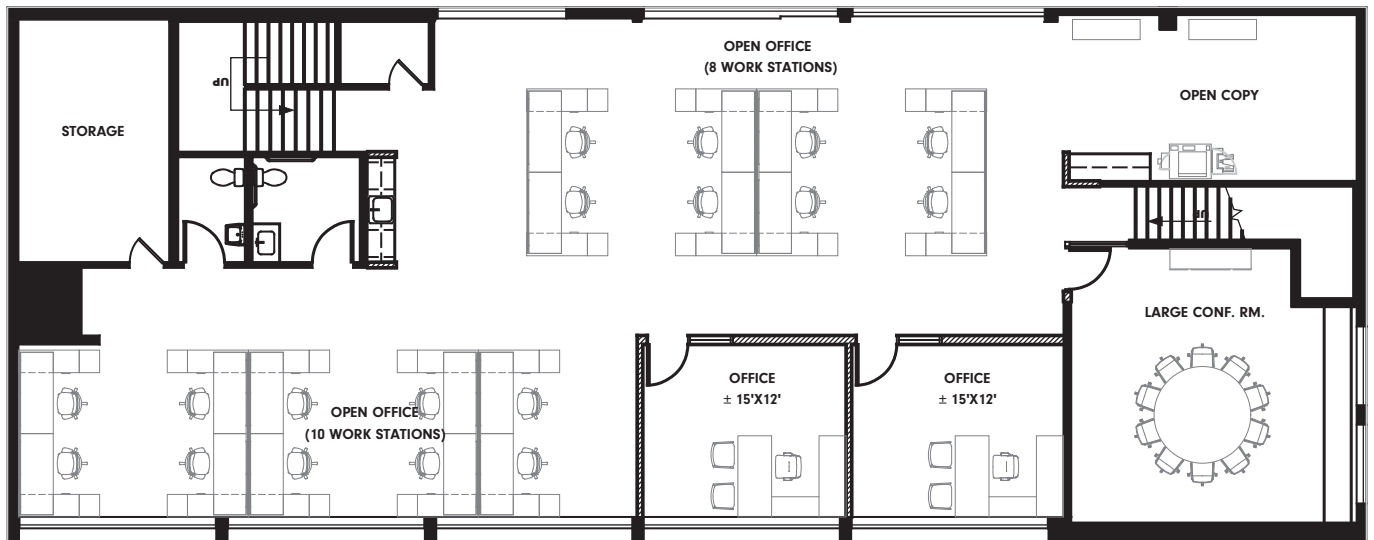 OPEN OFFICE
(8 WORK STATIONS)
UP
OPEN COPY
STORAGE
UP
LARGE CONF. RM.
OFFICE
± 15'X12'
OFFICE
± 15'X12'
OPEN OFFICE
(10 WORK STATIONS)